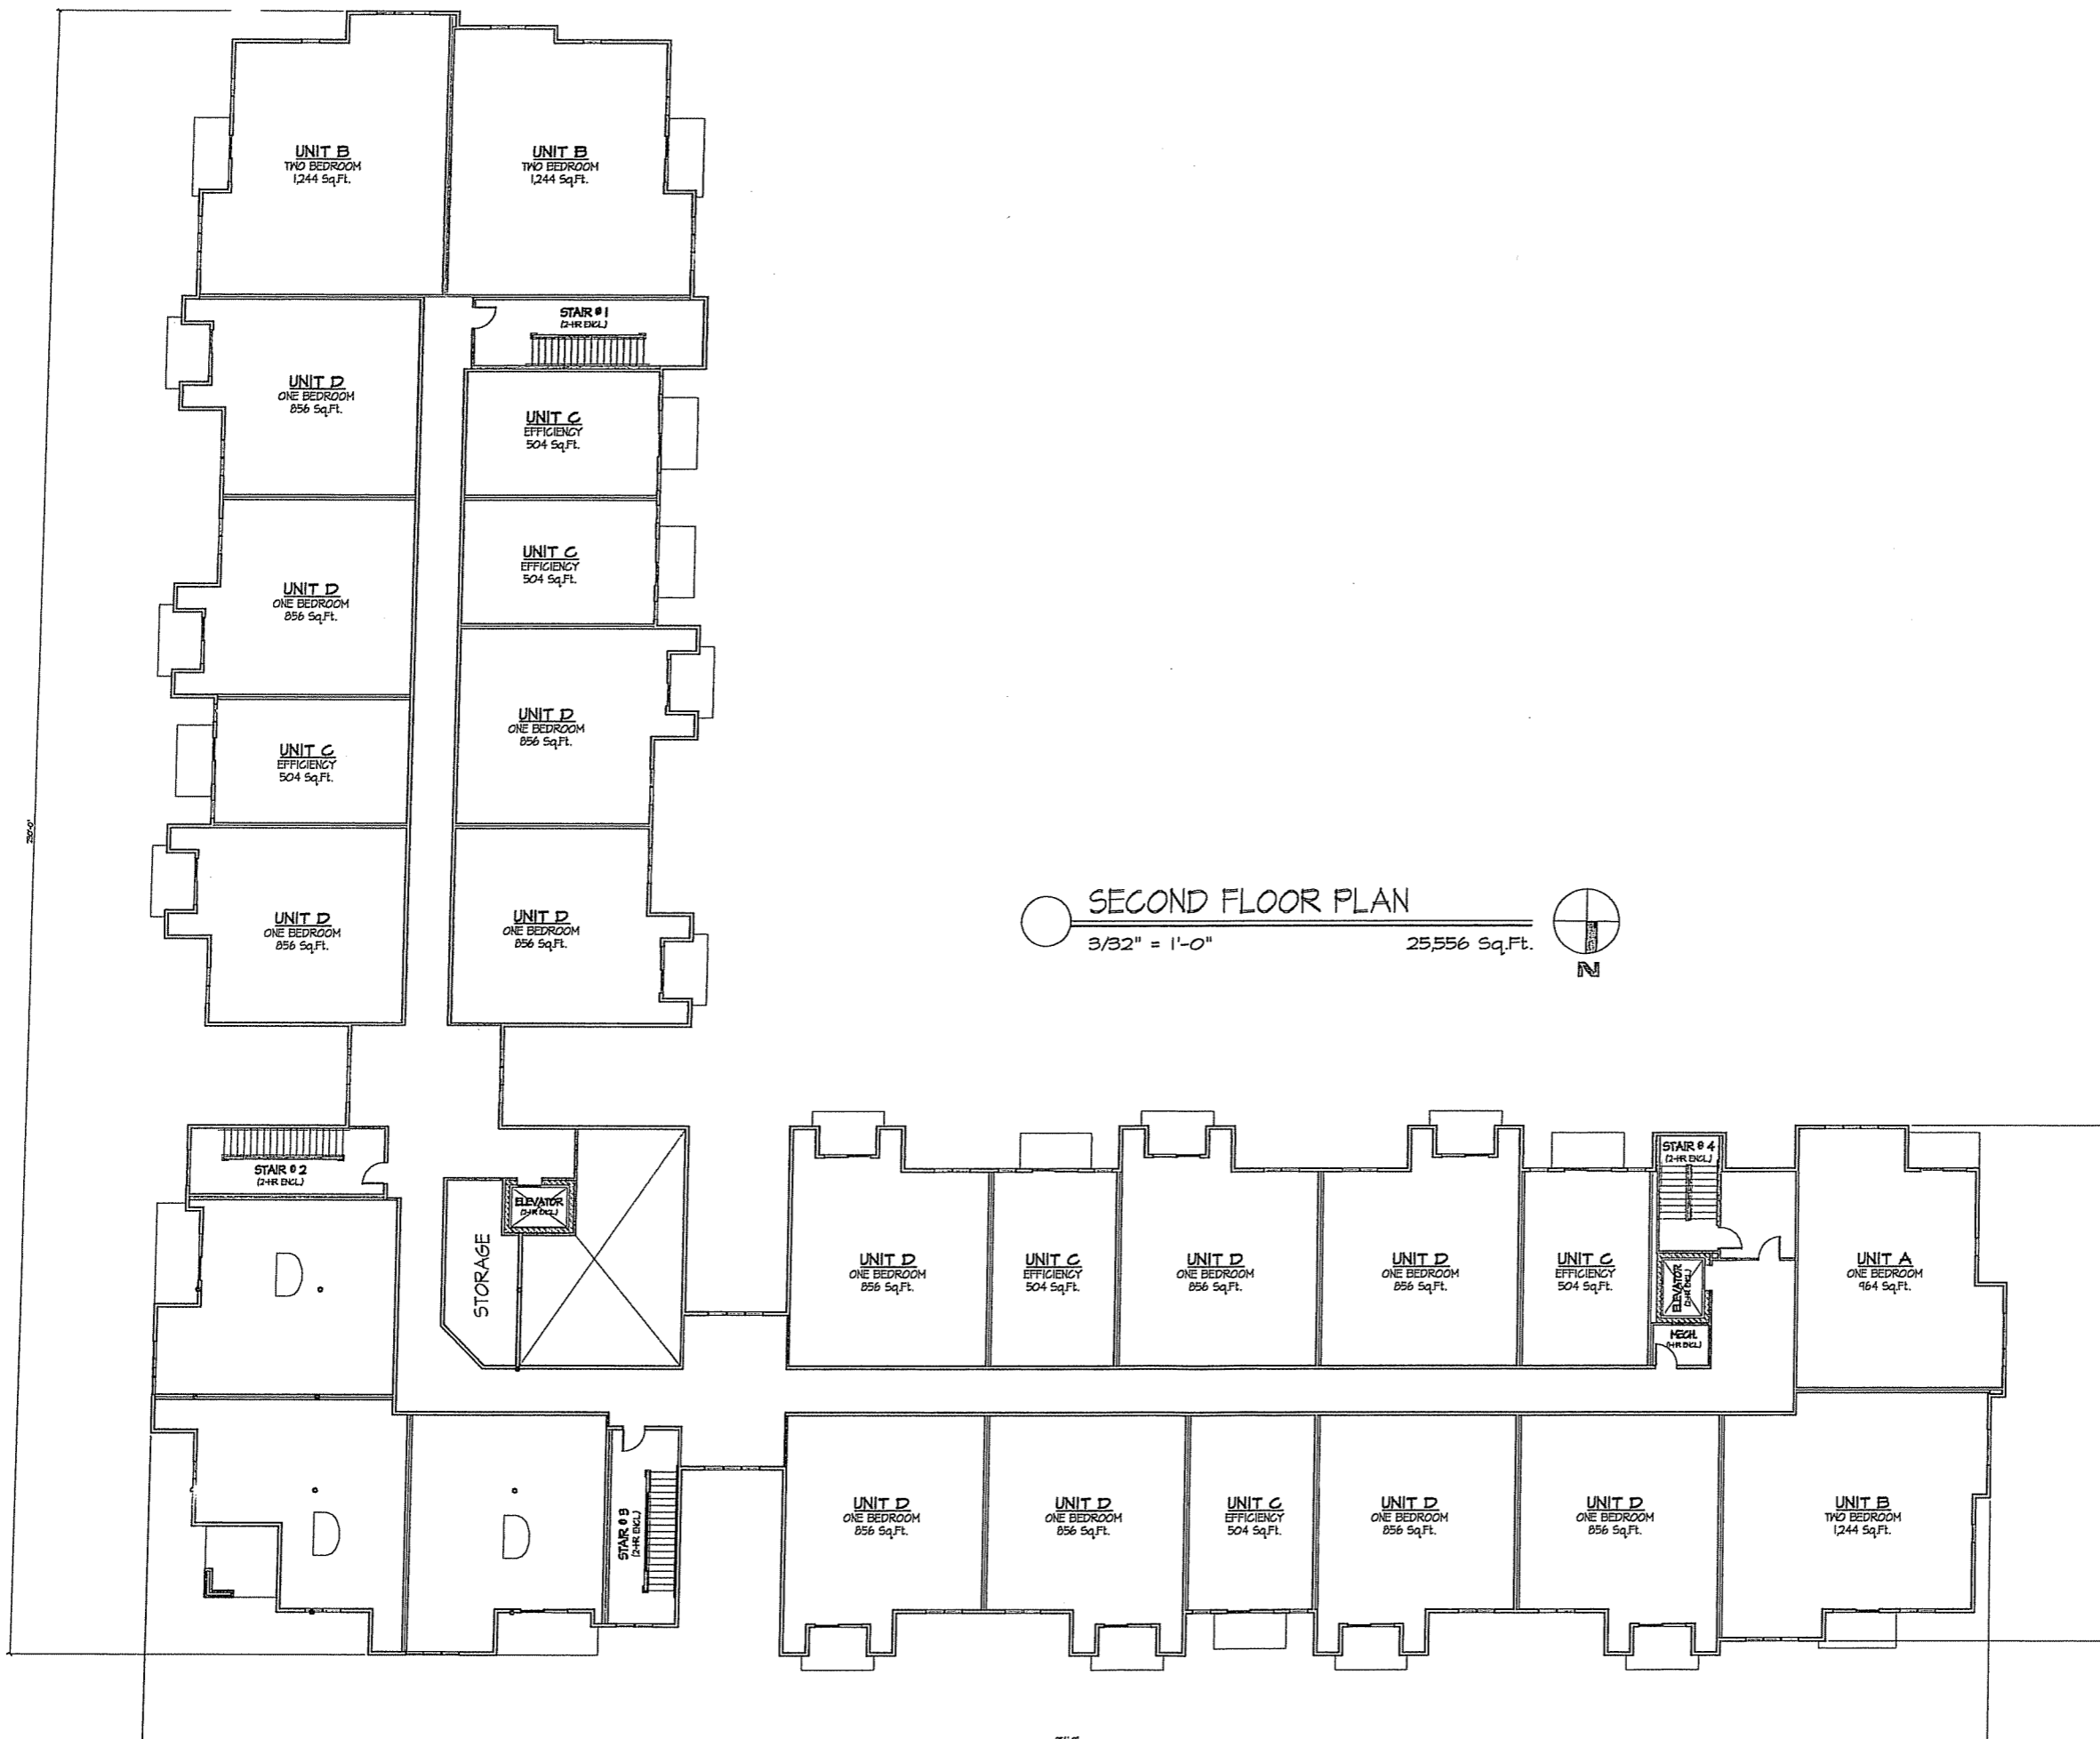 UNIT B
TWO BEDROOM
1,244 Sq.Ft.
UNIT B
TWO BEDROOM
1,244 Sq.Ft.
STAIR #1
(2-HR ENCL)
UNIT D
ONE BEDROOM
856 Sq.Ft.
UNIT C
EFFICIENCY
504 Sq.Ft.
UNIT C
EFFICIENCY
504 Sq.Ft.
UNIT D
ONE BEDROOM
856 Sq.Ft.
UNIT D
ONE BEDROOM
856 Sq.Ft.
UNIT C
EFFICIENCY
504 Sq.Ft.
UNIT D
ONE BEDROOM
856 Sq.Ft.
UNIT D
ONE BEDROOM
856 Sq.Ft.
SECOND FLOOR PLAN
3/32" = 1'-0" 25,556 Sq.Ft.
N
STAIR #2
(2-HR ENCL)
ELEVATOR
(2-HR ENCL)
STORAGE
D
UNIT D
ONE BEDROOM
856 Sq.Ft.
UNIT C
EFFICIENCY
504 Sq.Ft.
UNIT D
ONE BEDROOM
856 Sq.Ft.
UNIT D
ONE BEDROOM
856 Sq.Ft.
UNIT C
EFFICIENCY
504 Sq.Ft.
STAIR #4
(2-HR ENCL)
ELEVATOR
(2-HR ENCL)
MECH.
(1-HR ENCL)
UNIT A
ONE BEDROOM
964 Sq.Ft.
D
D
STAIR #3
(2-HR ENCL)
UNIT D
ONE BEDROOM
856 Sq.Ft.
UNIT D
ONE BEDROOM
856 Sq.Ft.
UNIT C
EFFICIENCY
504 Sq.Ft.
UNIT D
ONE BEDROOM
856 Sq.Ft.
UNIT D
ONE BEDROOM
856 Sq.Ft.
UNIT B
TWO BEDROOM
1,244 Sq.Ft.